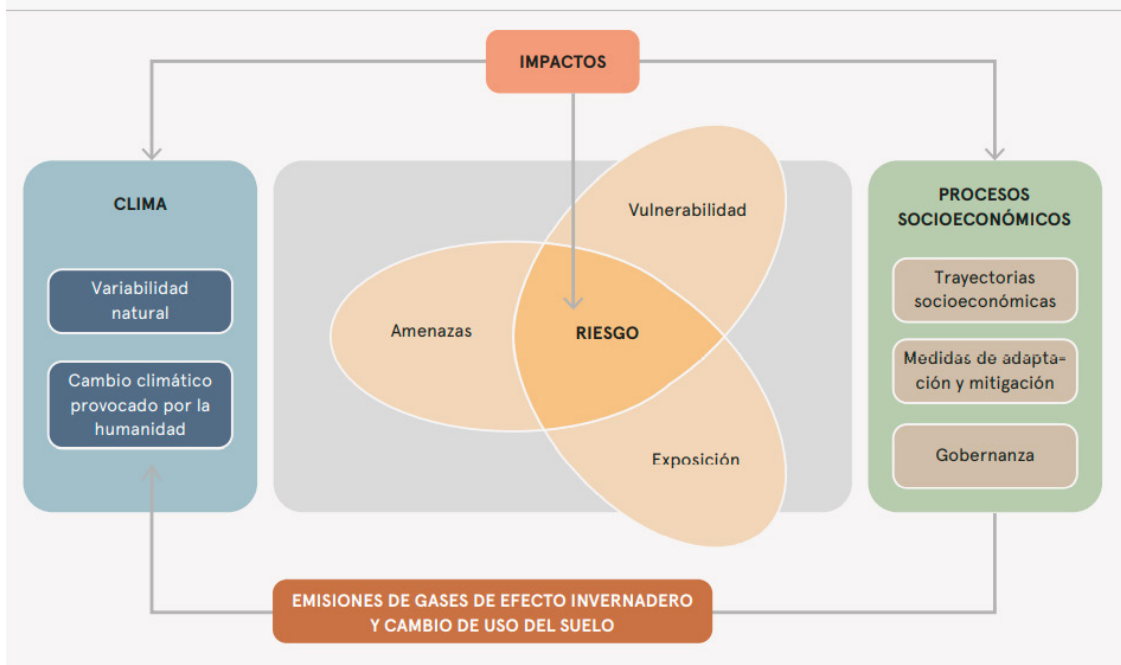 IMPACTOS
CLIMA
Variabilidad
natural
Cambio climático
provocado por la
humanidad
Vulnerabilidad
Amenazas
RIESGO
Exposición
PROCESOS
SOCIOECONÓMICOS
Trayectorias
socioeconómicas
Medidas de adapta-
ción y mitigación
Gobernanza
EMISIONES DE GASES DE EFECTO INVERNADERO
Y CAMBIO DE USO DEL SUELO